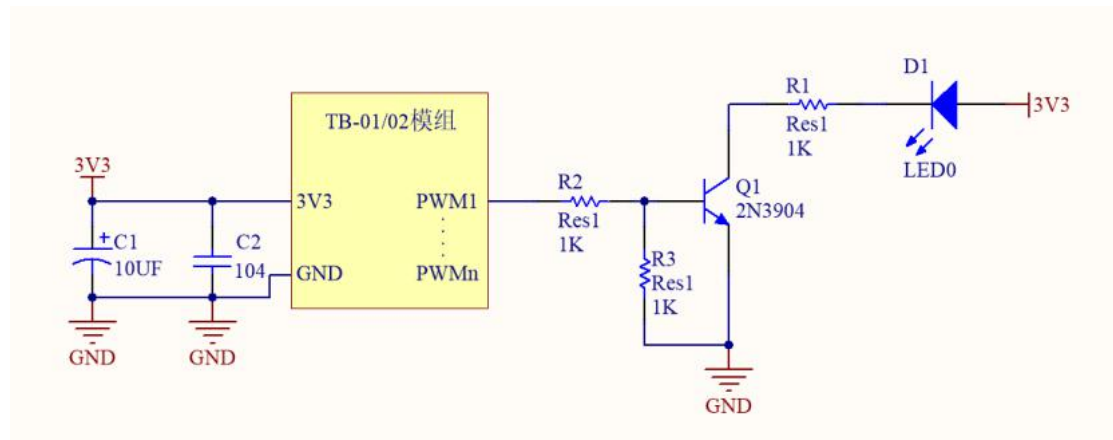 D1
R1
3V3
TB-01/02模组
Res1
1K
LED0
3V3
R2
Q1
3V3
PWM1
2N3904
Res1
1K
C1
10UF
C2
104
R3
Res1
1K
GND
PWMn
GND
GND
GND